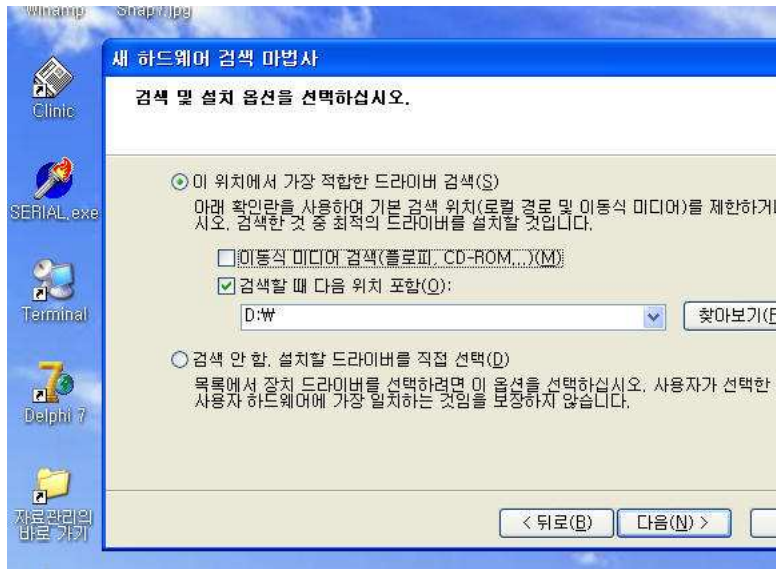 Winamp
Snap7.jpg
Clinic
SERIAL.exe
Terminal
Delphi 7
자료관리의
바로 가기
새 하드웨어 검색 마법사
검색 및 설치 옵션을 선택하십시오.
이 위치에서 가장 적합한 드라이버 검색(S)
아래 확인란을 사용하여 기본 검색 위치(로컬 경로 및 이동식 미디어)를 제한하거나
시오. 검색한 것 중 최적의 드라이버를 설치할 것입니다.
이동식 미디어 검색(플로피, CD-ROM...)(M)
검색할 때 다음 위치 포함(O):
D:₩
찾아보기(
검색 안 함. 설치할 드라이버를 직접 선택(D)
목록에서 장치 드라이버를 선택하려면 이 옵션을 선택하십시오. 사용자가 선택한
사용자 하드웨어에 가장 일치하는 것임을 보장하지 않습니다.
< 뒤로(B)
다음(N) >